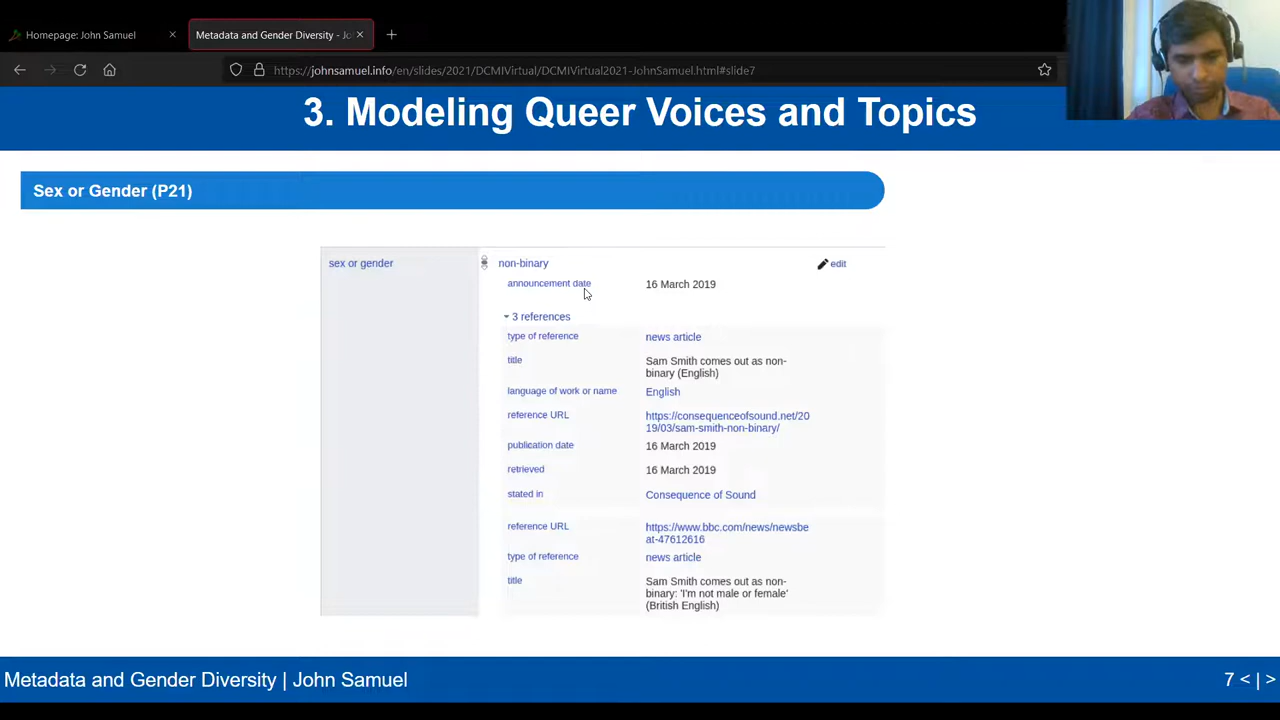 Homepage: John Samuel
Metadata and Gender Diversity - Jo
https://johnsamuel.info/en/slides/2021/DCMIVirtual/DCMIVirtual2021-JohnSamuel.html#slide7
3. Modeling Queer Voices and Topics
Sex or Gender (P21)
sex or gender
non-binary
edit
announcement date
16 March 2019
3 references
type of reference
news article
title
Sam Smith comes out as non-
binary (English)
language of work or name
English
reference URL
https://consequenceofsound.net/20
19/03/sam-smith-non-binary/
publication date
16 March 2019
retrieved
16 March 2019
stated in
Consequence of Sound
reference URL
https://www.bbc.com/news/newsbe
at-47612616
type of reference
news article
title
Sam Smith comes out as non-
binary: 'I'm not male or female'
(British English)
Metadata and Gender Diversity | John Samuel
7 < | >